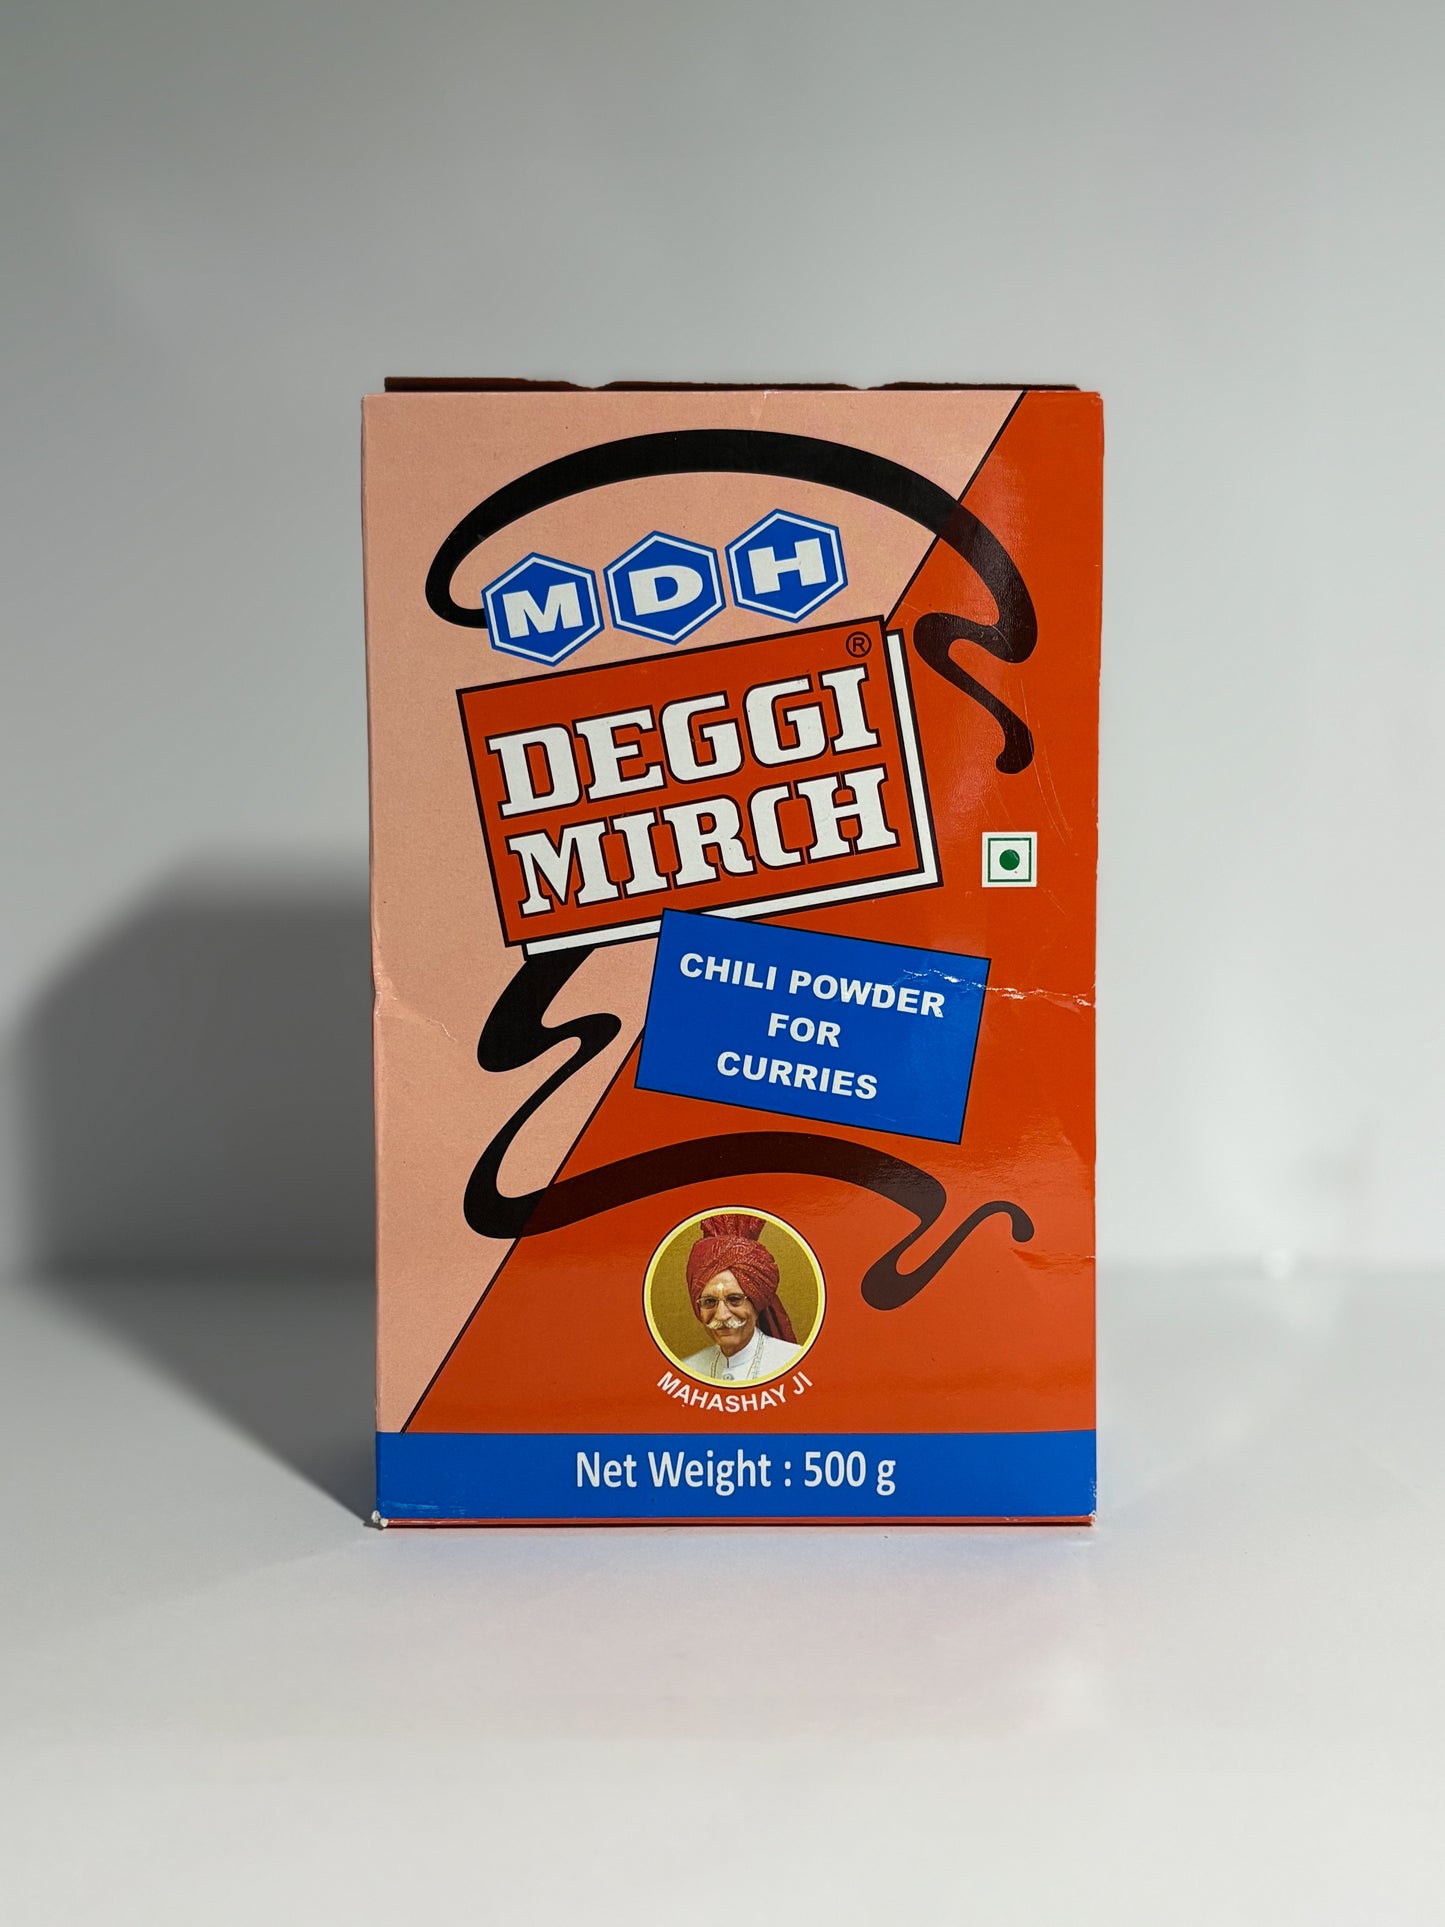 MDH
DEGGI ®
MIRCH
CHILI POWDER
FOR
CURRIES
MAHASHAY JI
Net Weight : 500 g